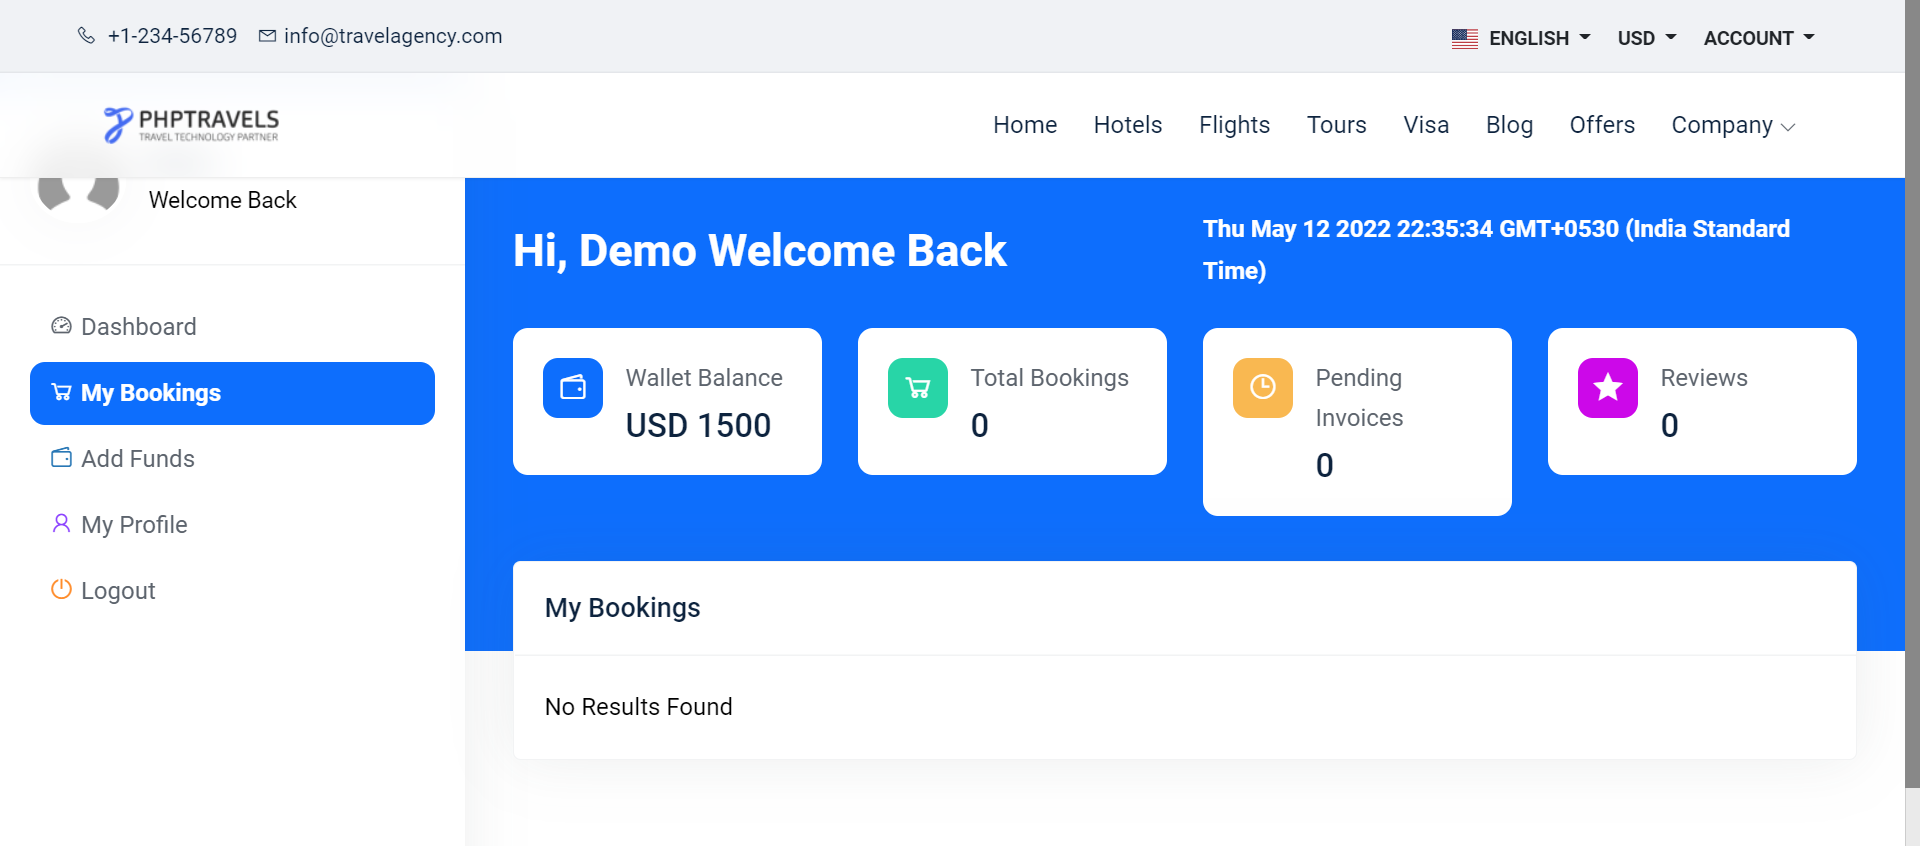 +1-234-56789 info@travelagency.com ENGLISH USD ACCOUNT
PHPTRAVELS
TRAVEL TECHNOLOGY PARTNER
Home Hotels Flights Tours Visa Blog Offers Company
Welcome Back
Dashboard
My Bookings
Add Funds
My Profile
Logout
Hi, Demo Welcome Back
Thu May 12 2022 22:35:34 GMT+0530 (India Standard
Time)
Wallet Balance
USD 1500
Total Bookings
0
Pending
Invoices
0
Reviews
0
My Bookings
No Results Found